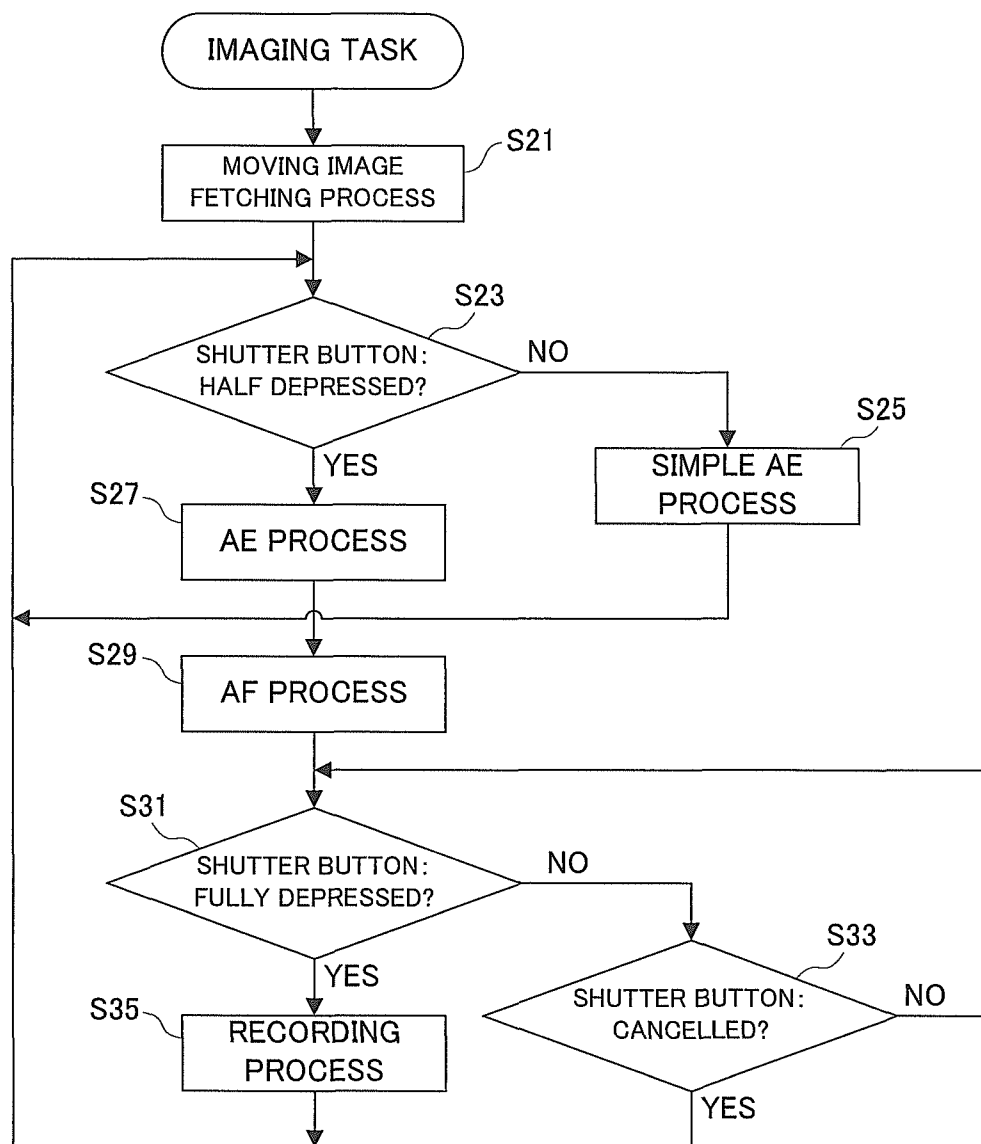 IMAGING TASK
S21
MOVING IMAGE
FETCHING PROCESS
S23
SHUTTER BUTTON:
HALF DEPRESSED?
NO
YES
S25
SIMPLE AE
PROCESS
S27
AE PROCESS
S29
AF PROCESS
S31
SHUTTER BUTTON:
FULLY DEPRESSED?
NO
YES
S33
SHUTTER BUTTON:
CANCELLED?
NO
YES
S35
RECORDING
PROCESS